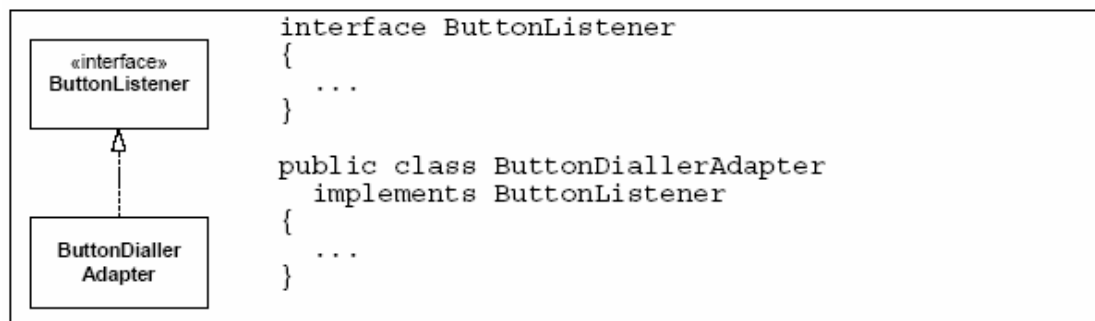 «interface»
ButtonListener
ButtonDialler
Adapter
interface ButtonListener
{
...
}
public class ButtonDiallerAdapter
implements ButtonListener
{
...
}